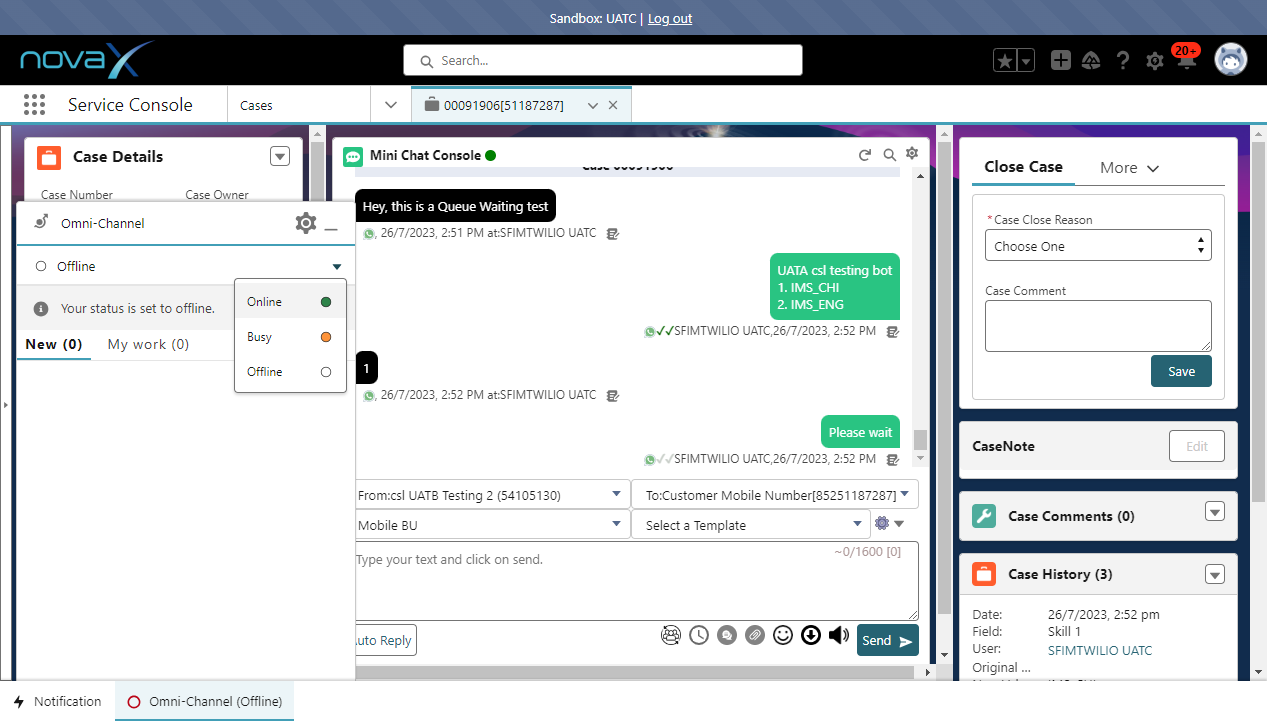 Sandbox: UATC | Log out
novaX
Search...
20+
Service Console
Cases
00091906[51187287]
Case Details
Case Number
Case Owner
Omni-Channel
Offline
Your status is set to offline.
Online
Busy
Offline
New (0)
My work (0)
Mini Chat Console
Case 00091906
Hey, this is a Queue Waiting test
, 26/7/2023, 2:51 PM at:SFIMTWILIO UATC
UATA csl testing bot
1. IMS_CHI
2. IMS_ENG
SFIMTWILIO UATC,26/7/2023, 2:52 PM
1
, 26/7/2023, 2:52 PM at:SFIMTWILIO UATC
Please wait
SFIMTWILIO UATC,26/7/2023, 2:52 PM
From:csl UATB Testing 2 (54105130)
To:Customer Mobile Number[85251187287]
Mobile BU
Select a Template
Type your text and click on send.
~0/1600 [0]
uto Reply
Send
Close Case
More
*Case Close Reason
Choose One
Case Comment
Save
CaseNote
Edit
Case Comments (0)
Case History (3)
Date:
26/7/2023, 2:52 pm
Field:
Skill 1
User:
SFIMTWILIO UATC
Original ...
Notification
Omni-Channel (Offline)